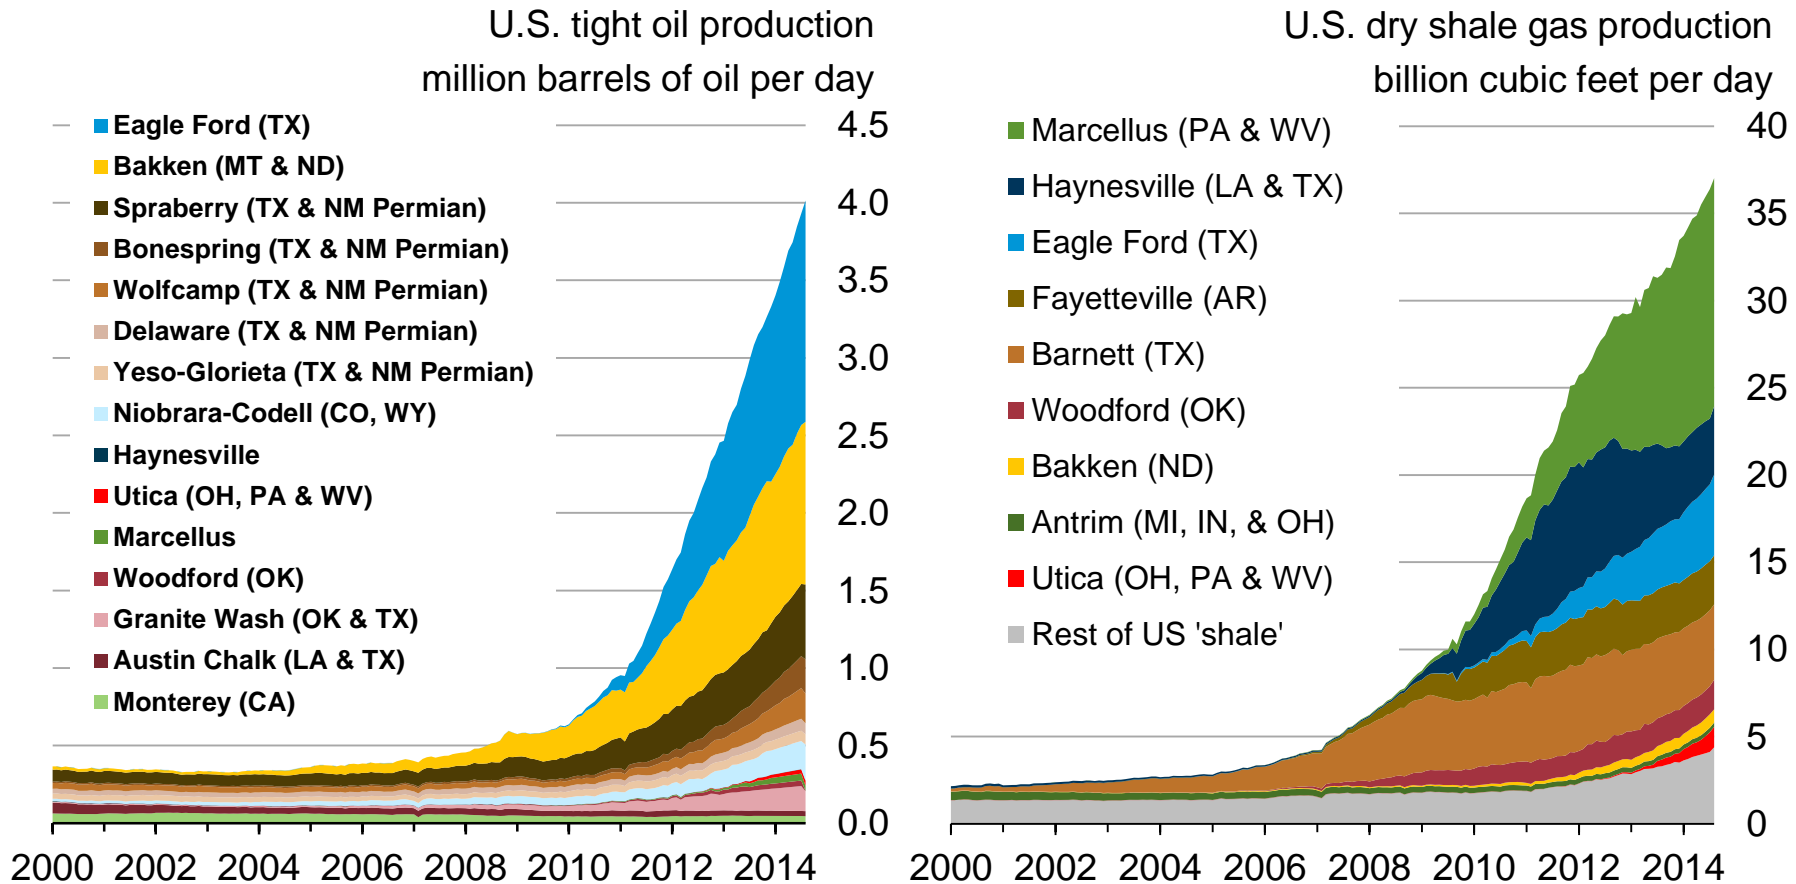 U.S. tight oil production
million barrels of oil per day
Eagle Ford (TX)
Bakken (MT & ND)
Spraberry (TX & NM Permian)
Bonespring (TX & NM Permian)
Wolfcamp (TX & NM Permian)
Delaware (TX & NM Permian)
Yeso-Glorieta (TX & NM Permian)
Niobrara-Codell (CO, WY)
Haynesville
Utica (OH, PA & WV)
Marcellus
Woodford (OK)
Granite Wash (OK & TX)
Austin Chalk (LA & TX)
Monterey (CA)
4.5
4.0
3.5
3.0
2.5
2.0
1.5
1.0
0.5
0.0
2000 2002 2004 2006 2008 2010 2012 2014
U.S. dry shale gas production
billion cubic feet per day
Marcellus (PA & WV)
Haynesville (LA & TX)
Eagle Ford (TX)
Fayetteville (AR)
Barnett (TX)
Woodford (OK)
Bakken (ND)
Antrim (MI, IN, & OH)
Utica (OH, PA & WV)
Rest of US 'shale'
40
35
30
25
20
15
10
5
0
2000 2002 2004 2006 2008 2010 2012 2014